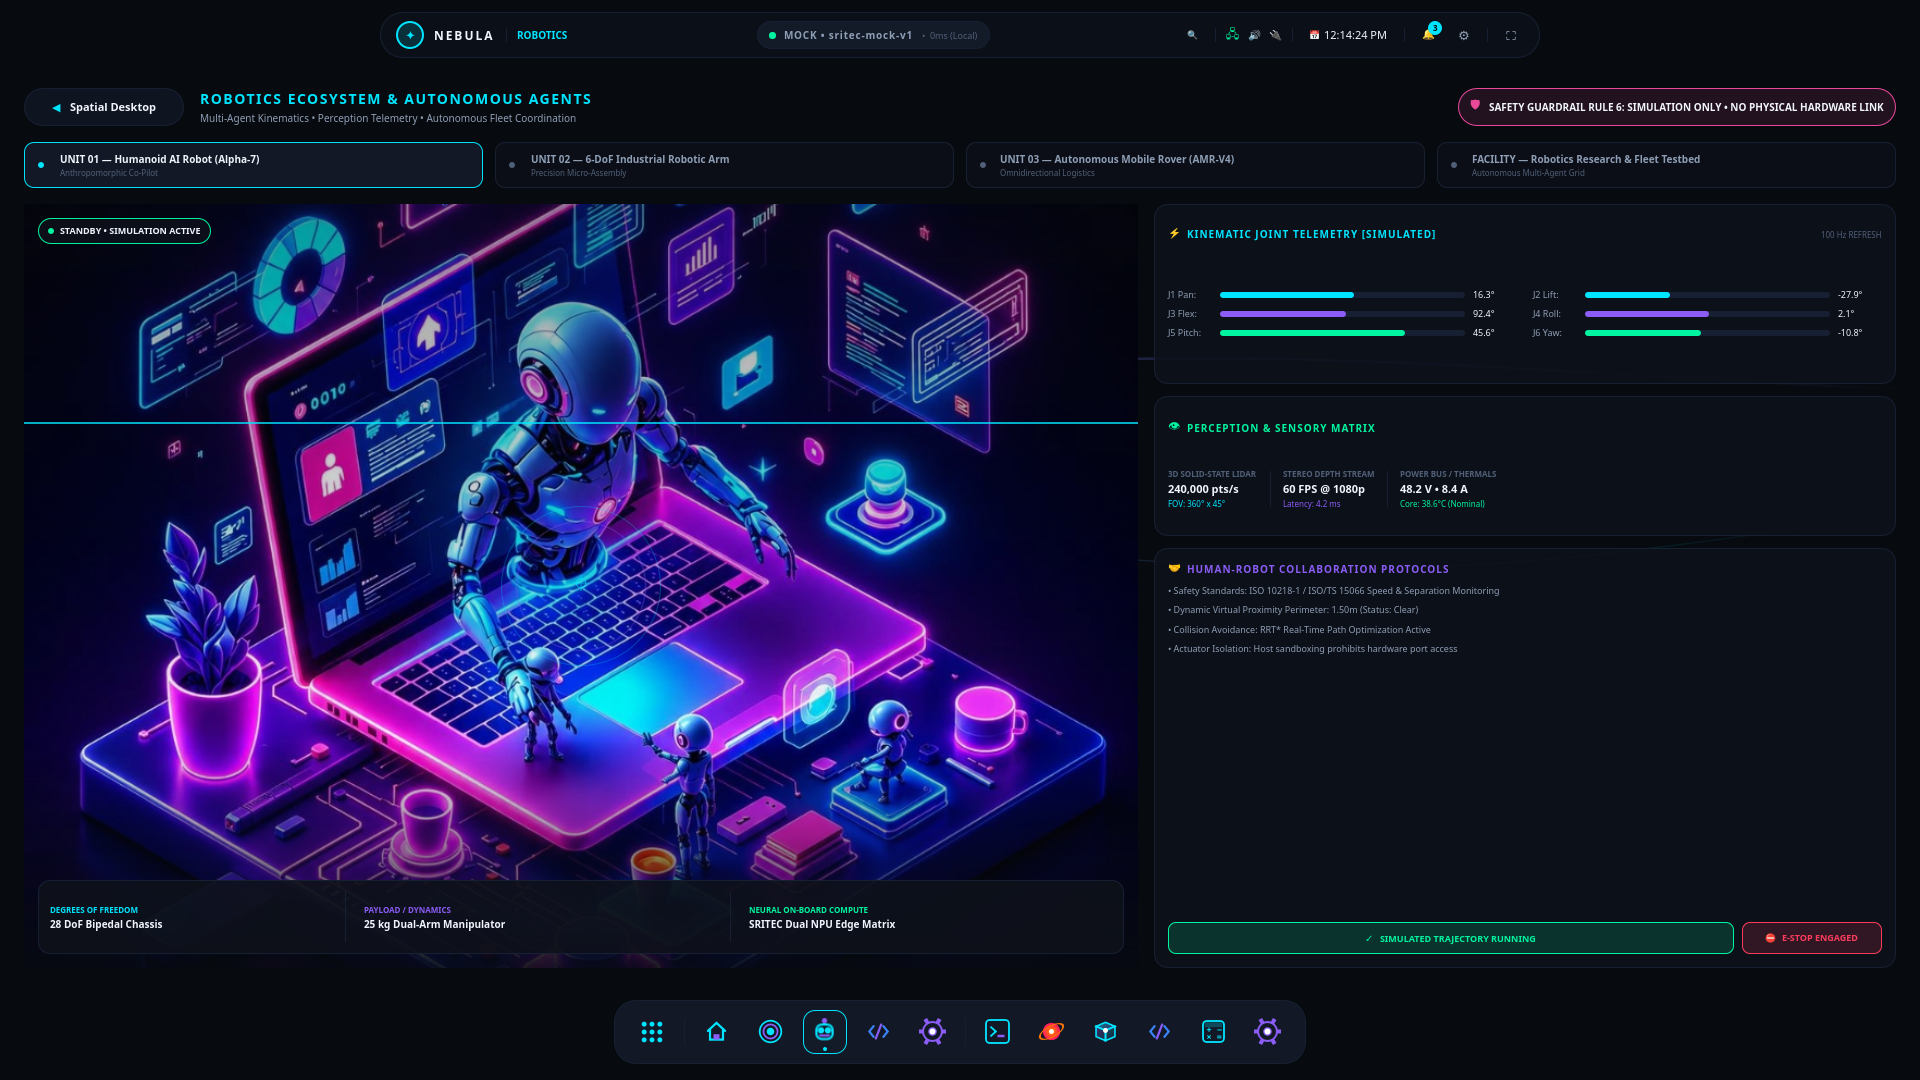 NEBULA
ROBOTICS
MOCK • sritec-mock-v1 • 0ms (Local)
12:14:24 PM
3
◀ Spatial Desktop
ROBOTICS ECOSYSTEM & AUTONOMOUS AGENTS
Multi-Agent Kinematics • Perception Telemetry • Autonomous Fleet Coordination
SAFETY GUARDRAIL RULE 6: SIMULATION ONLY • NO PHYSICAL HARDWARE LINK
UNIT 01 — Humanoid AI Robot (Alpha-7)
Anthropomorphic Co-Pilot
UNIT 02 — 6-DoF Industrial Robotic Arm
Precision Micro-Assembly
UNIT 03 — Autonomous Mobile Rover (AMR-V4)
Omnidirectional Logistics
FACILITY — Robotics Research & Fleet Testbed
Autonomous Multi-Agent Grid
STANDBY • SIMULATION ACTIVE
DEGREES OF FREEDOM
28 DoF Bipedal Chassis
PAYLOAD / DYNAMICS
25 kg Dual-Arm Manipulator
NEURAL ON-BOARD COMPUTE
SRITEC Dual NPU Edge Matrix
KINEMATIC JOINT TELEMETRY [SIMULATED]
100 Hz REFRESH
J1 Pan: 16.3°
J2 Lift: -27.9°
J3 Flex: 92.4°
J4 Roll: 2.1°
J5 Pitch: 45.6°
J6 Yaw: -10.8°
PERCEPTION & SENSORY MATRIX
3D SOLID-STATE LIDAR
240,000 pts/s
FOV: 360° x 45°
STEREO DEPTH STREAM
60 FPS @ 1080p
Latency: 4.2 ms
POWER BUS / THERMALS
48.2 V • 8.4 A
Core: 38.6°C (Nominal)
HUMAN-ROBOT COLLABORATION PROTOCOLS
• Safety Standards: ISO 10218-1 / ISO/TS 15066 Speed & Separation Monitoring
• Dynamic Virtual Proximity Perimeter: 1.50m (Status: Clear)
• Collision Avoidance: RRT* Real-Time Path Optimization Active
• Actuator Isolation: Host sandboxing prohibits hardware port access
✓ SIMULATED TRAJECTORY RUNNING
E-STOP ENGAGED